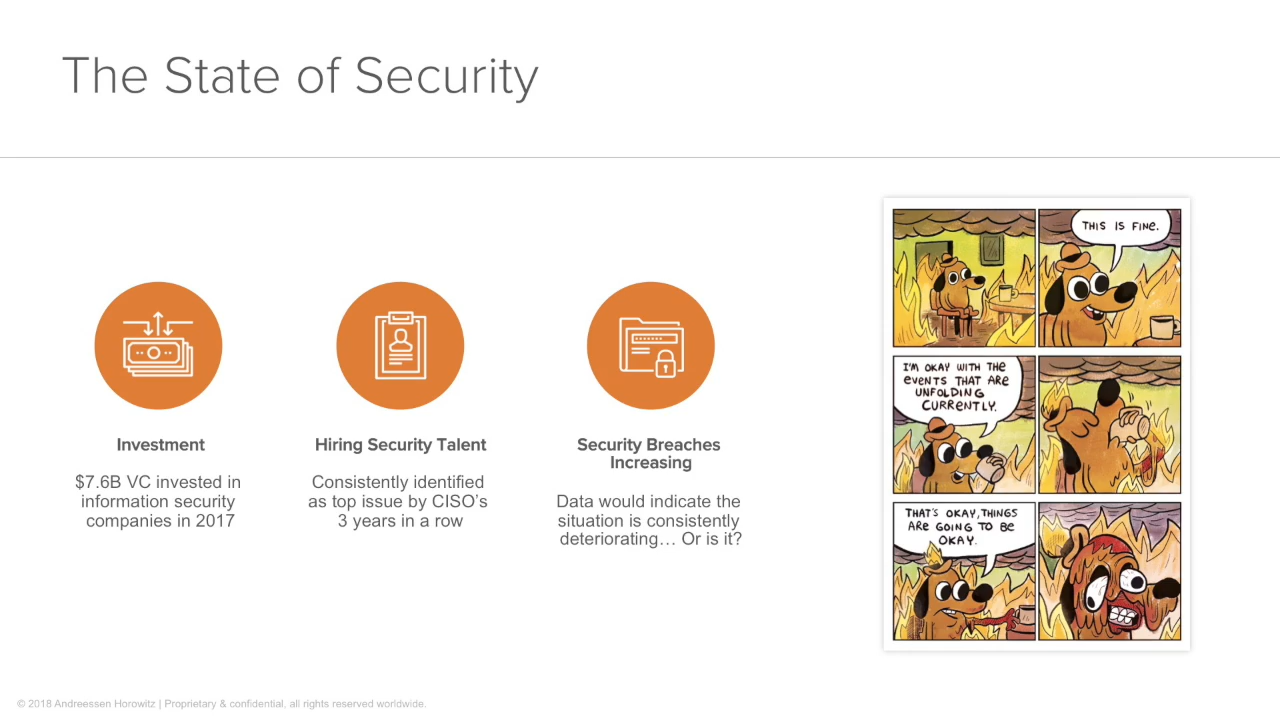 The State of Security
Investment
$7.6B VC invested in
information security
companies in 2017
Hiring Security Talent
Consistently identified
as top issue by CISO's
3 years in a row
Security Breaches
Increasing
Data would indicate the
situation is consistently
deteriorating... Or is it?
THIS IS FINE.
I'M OKAY WITH THE
EVENTS THAT ARE
UNFOLDING
CURRENTLY.
THAT'S OKAY, THINGS
ARE GOING TO BE
OKAY.
© 2018 Andreessen Horowitz | Proprietary & confidential, all rights reserved worldwide.